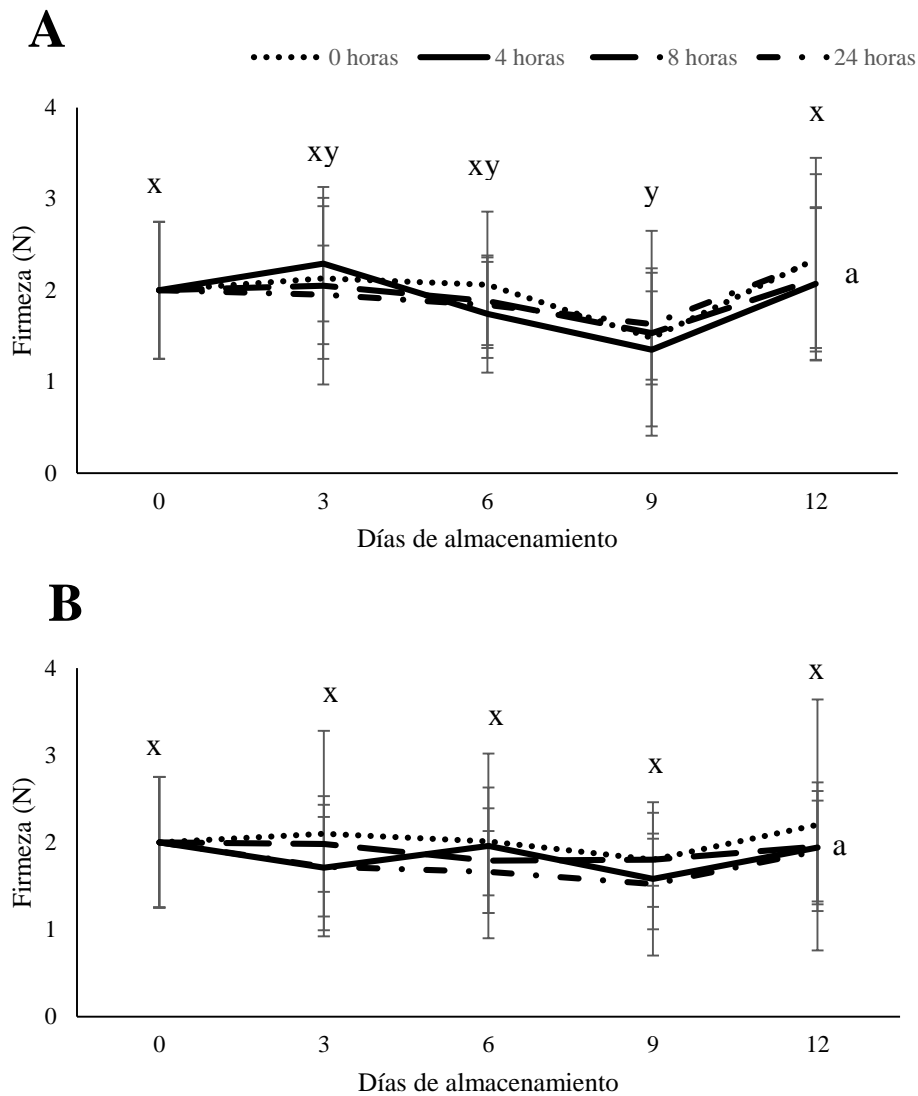 A
0 horas 4 horas 8 horas 24 horas
4
3
2
1
0
Firmeza (N)
x xy xy y x
a
0 3 6 9 12
Días de almacenamiento
B
4
3
2
1
0
Firmeza (N)
x x x x x
a
0 3 6 9 12
Días de almacenamiento